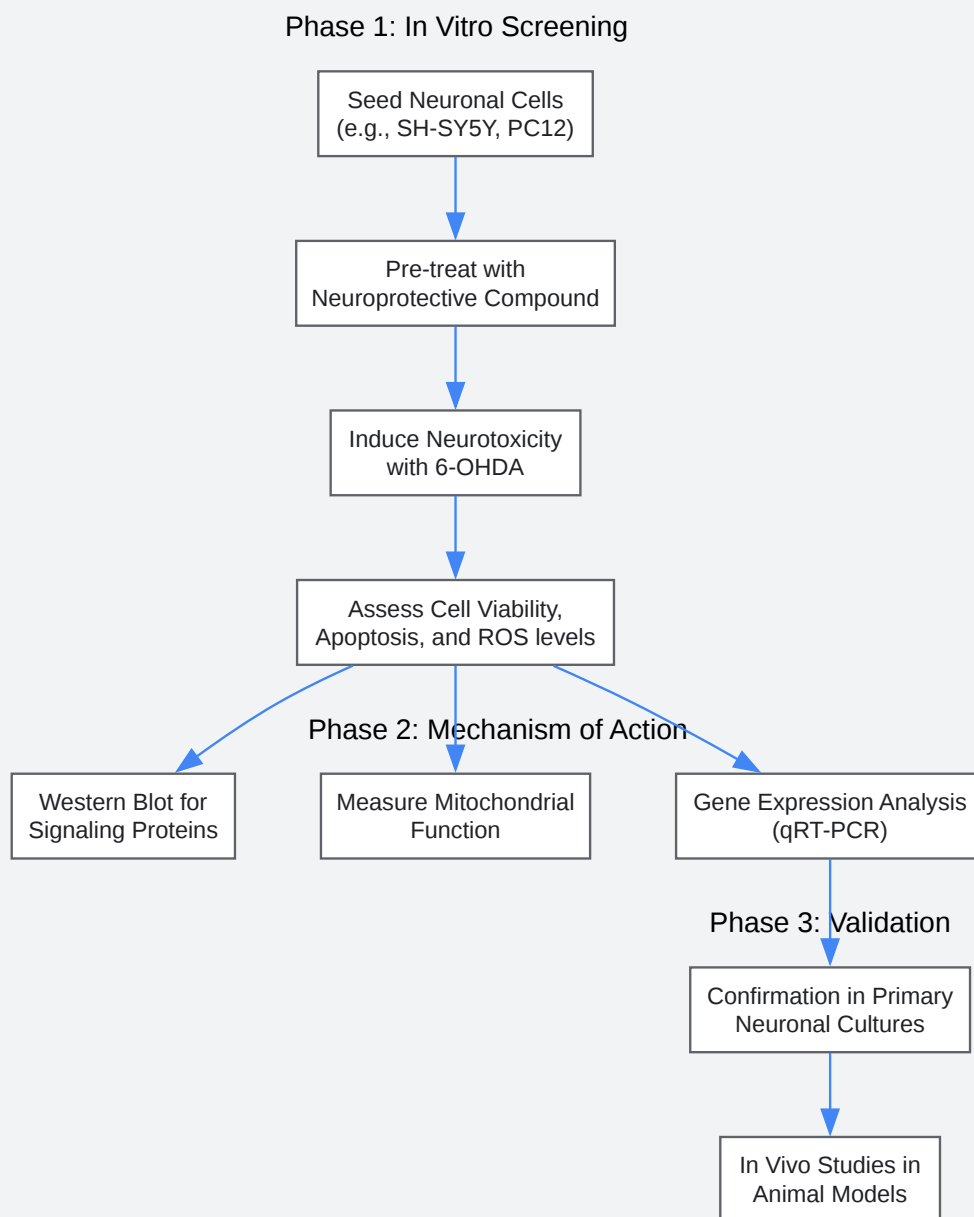 Phase 1: In Vitro Screening
Seed Neuronal Cells
(e.g., SH-SY5Y, PC12)
Pre-treat with
Neuroprotective Compound
Induce Neurotoxicity
with 6-OHDA
Assess Cell Viability,
Apoptosis, and ROS levels
Phase 2: Mechanism of Action
Western Blot for
Signaling Proteins
Measure Mitochondrial
Function
Gene Expression Analysis
(qRT-PCR)
Phase 3: Validation
Confirmation in Primary
Neuronal Cultures
In Vivo Studies in
Animal Models